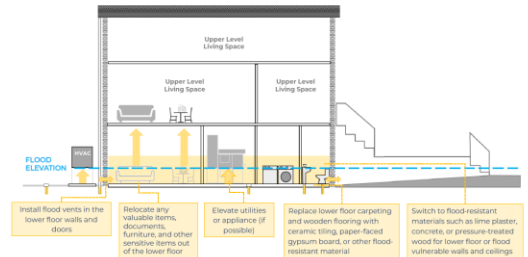 Upper Level
Living Space
Upper Level
Living Space
Upper Level
Living Space
HVAC
FLOOD
ELEVATION
Install flood vents in the
lower floor walls and
doors
Relocate any
valuable items,
documents,
furniture, and other
sensitive items out
of the lower floor
Elevate utilities
or appliance (if
possible)
Replace lower floor carpeting
and wooden flooring with
ceramic tiling, paper-faced
gypsum board, or other flood-
resistant material
Switch to flood-resistant
materials such as lime plaster,
concrete, or pressure-treated
wood for lower floor or flood
vulnerable walls and ceilings